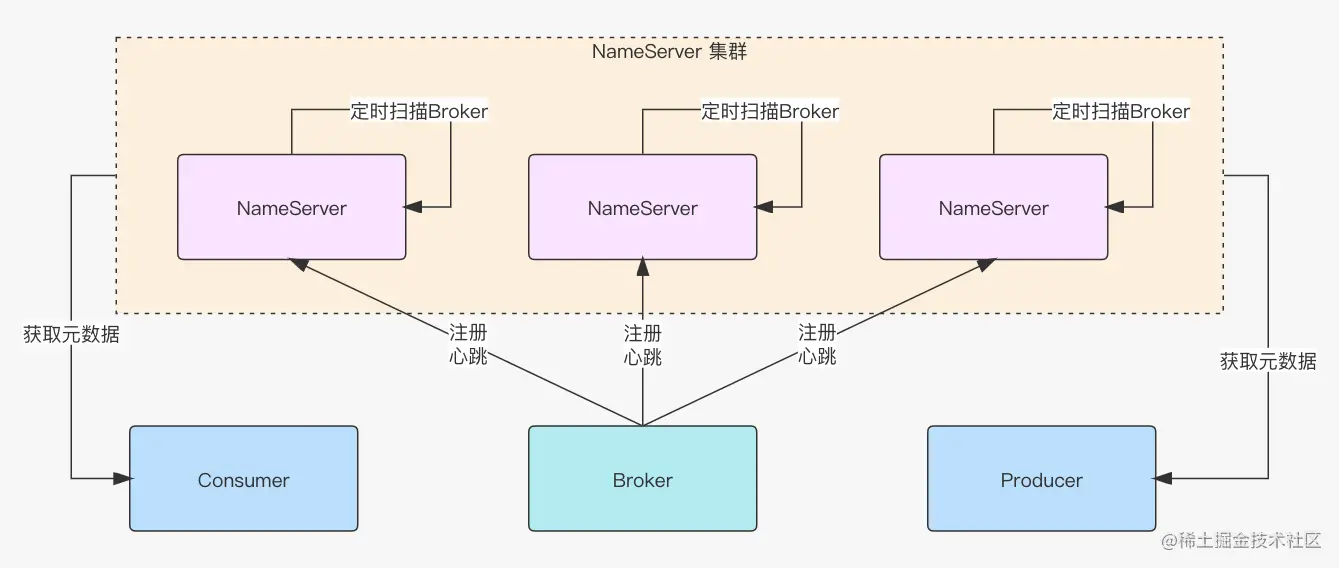 NameServer 集群
定时扫描Broker
定时扫描Broker
定时扫描Broker
NameServer
NameServer
NameServer
获取元数据
注册
心跳
注册
心跳
注册
心跳
获取元数据
Consumer
Broker
Producer
@稀土掘金技术社区